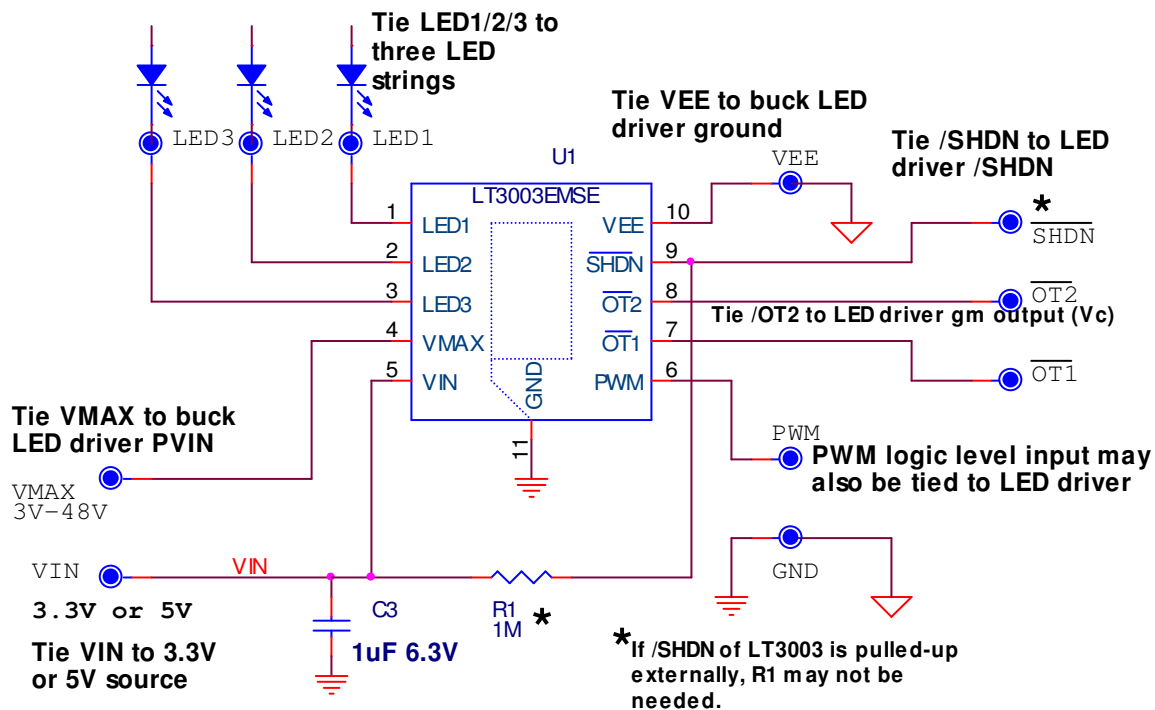 Tie LED1/2/3 to
three LED
strings
LED3
LED2
LED1
Tie VEE to buck LED
driver ground
VEE
Tie /SHDN to LED
driver /SHDN
*
SHDN
U1
LT3003EMSE
1
LED1
2
LED2
3
LED3
4
VMAX
5
VIN
VEE
10
SHDN
9
OT2
8
OT1
7
PWM
6
GND
11
OT2
Tie /OT2 to LED driver gm output (Vc)
OT1
Tie VMAX to buck
LED driver PVIN
VMAX
3V-48V
PWM
PWM logic level input may
also be tied to LED driver
GND
VIN
VIN
3.3V or 5V
Tie VIN to 3.3V
or 5V source
C3
1uF 6.3V
R1
1M
*
*If /SHDN of LT3003 is pulled-up
externally, R1 may not be
needed.